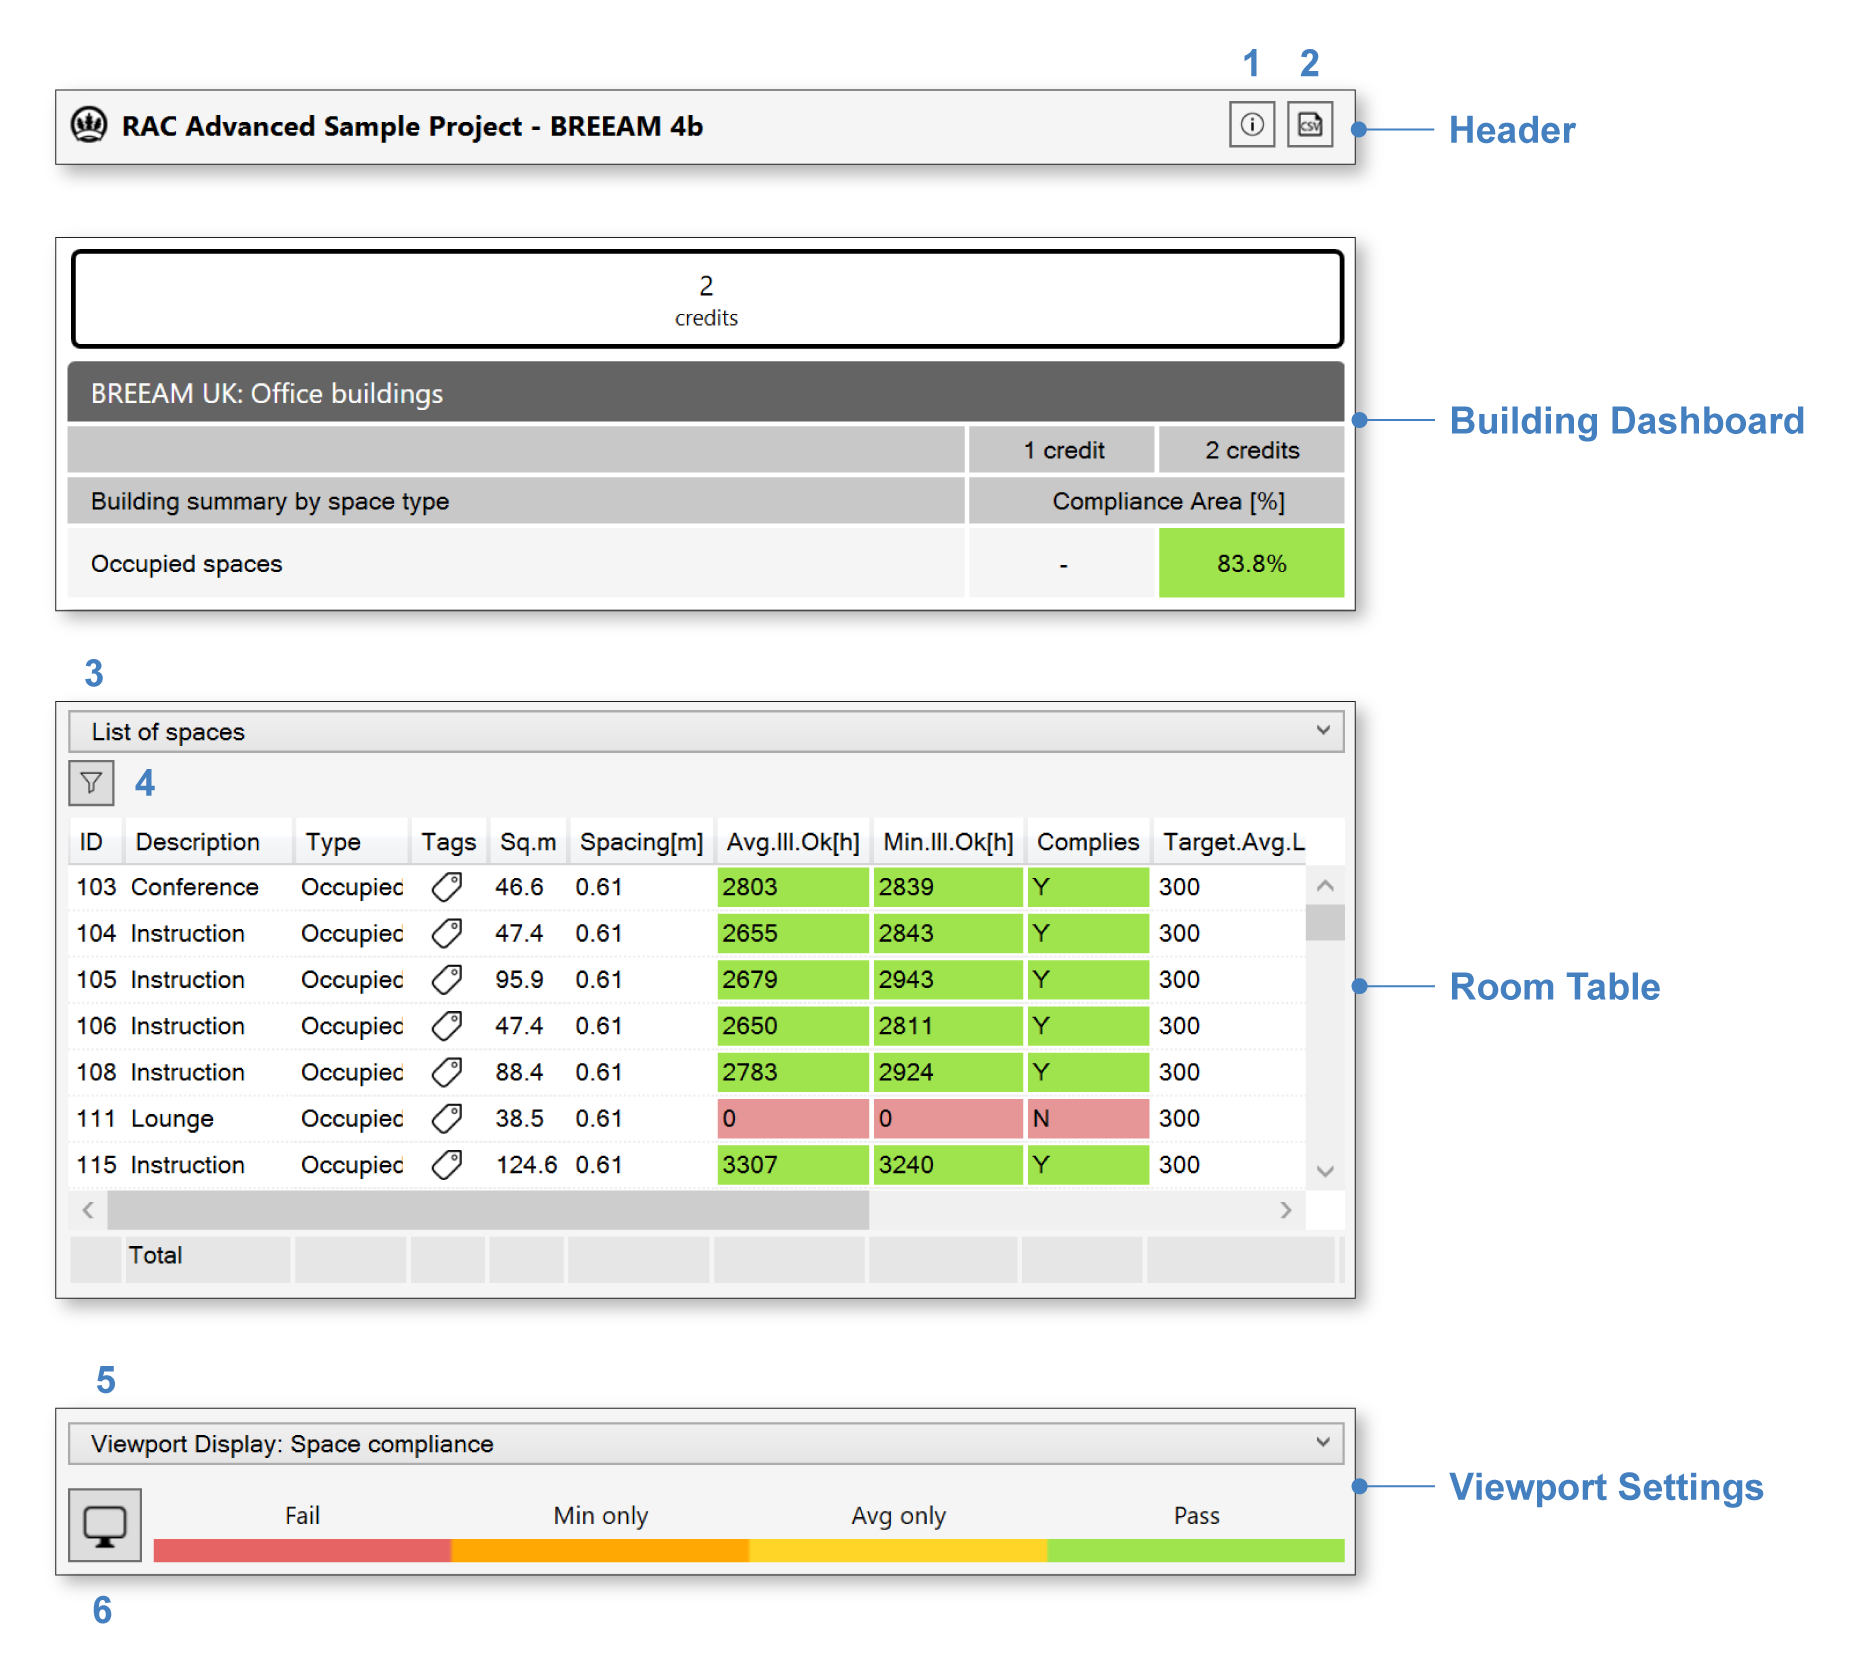 1 2
RAC Advanced Sample Project - BREEAM 4b
CSV
Header
2
credits
BREEAM UK: Office buildings
Building Dashboard
1 credit 2 credits
Building summary by space type Compliance Area [%]
Occupied spaces - 83.8%
3
List of spaces
4
ID Description Type Tags Sq.m Spacing[m] Avg.Ill.Ok[h] Min.Ill.Ok[h] Complies Target.Avg.L
103 Conference Occupied 46.6 0.61 2803 2839 Y 300
104 Instruction Occupied 47.4 0.61 2655 2843 Y 300
105 Instruction Occupied 95.9 0.61 2679 2943 Y 300
Room Table
106 Instruction Occupied 47.4 0.61 2650 2811 Y 300
108 Instruction Occupied 88.4 0.61 2783 2924 Y 300
111 Lounge Occupied 38.5 0.61 0 0 N 300
115 Instruction Occupied 124.6 0.61 3307 3240 Y 300
Total
5
Viewport Display: Space compliance
Viewport Settings
Fail Min only Avg only Pass
6